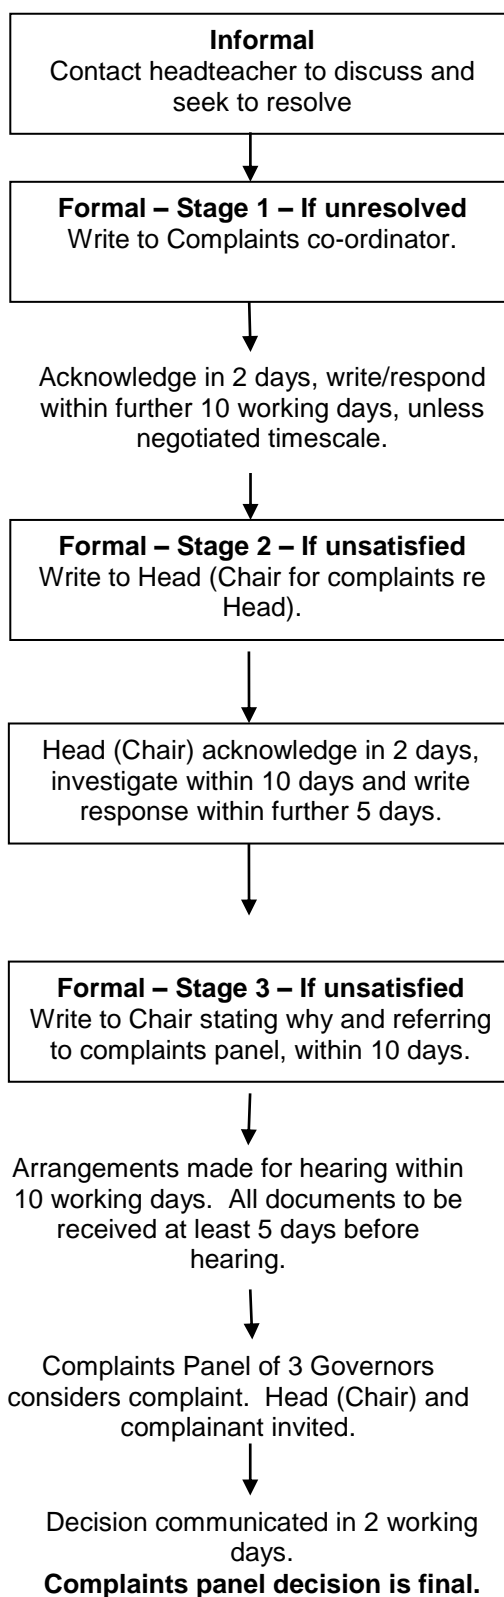 Informal
Contact headteacher to discuss and
seek to resolve
Formal – Stage 1 – If unresolved
Write to Complaints co-ordinator.
Acknowledge in 2 days, write/respond
within further 10 working days, unless
negotiated timescale.
Formal – Stage 2 – If unsatisfied
Write to Head (Chair for complaints re
Head).
Head (Chair) acknowledge in 2 days,
investigate within 10 days and write
response within further 5 days.
Formal – Stage 3 – If unsatisfied
Write to Chair stating why and referring
to complaints panel, within 10 days.
Arrangements made for hearing within
10 working days.  All documents to be
received at least 5 days before
hearing.
Complaints Panel of 3 Governors
considers complaint.  Head (Chair) and
complainant invited.
Decision communicated in 2 working
days.
Complaints panel decision is final.